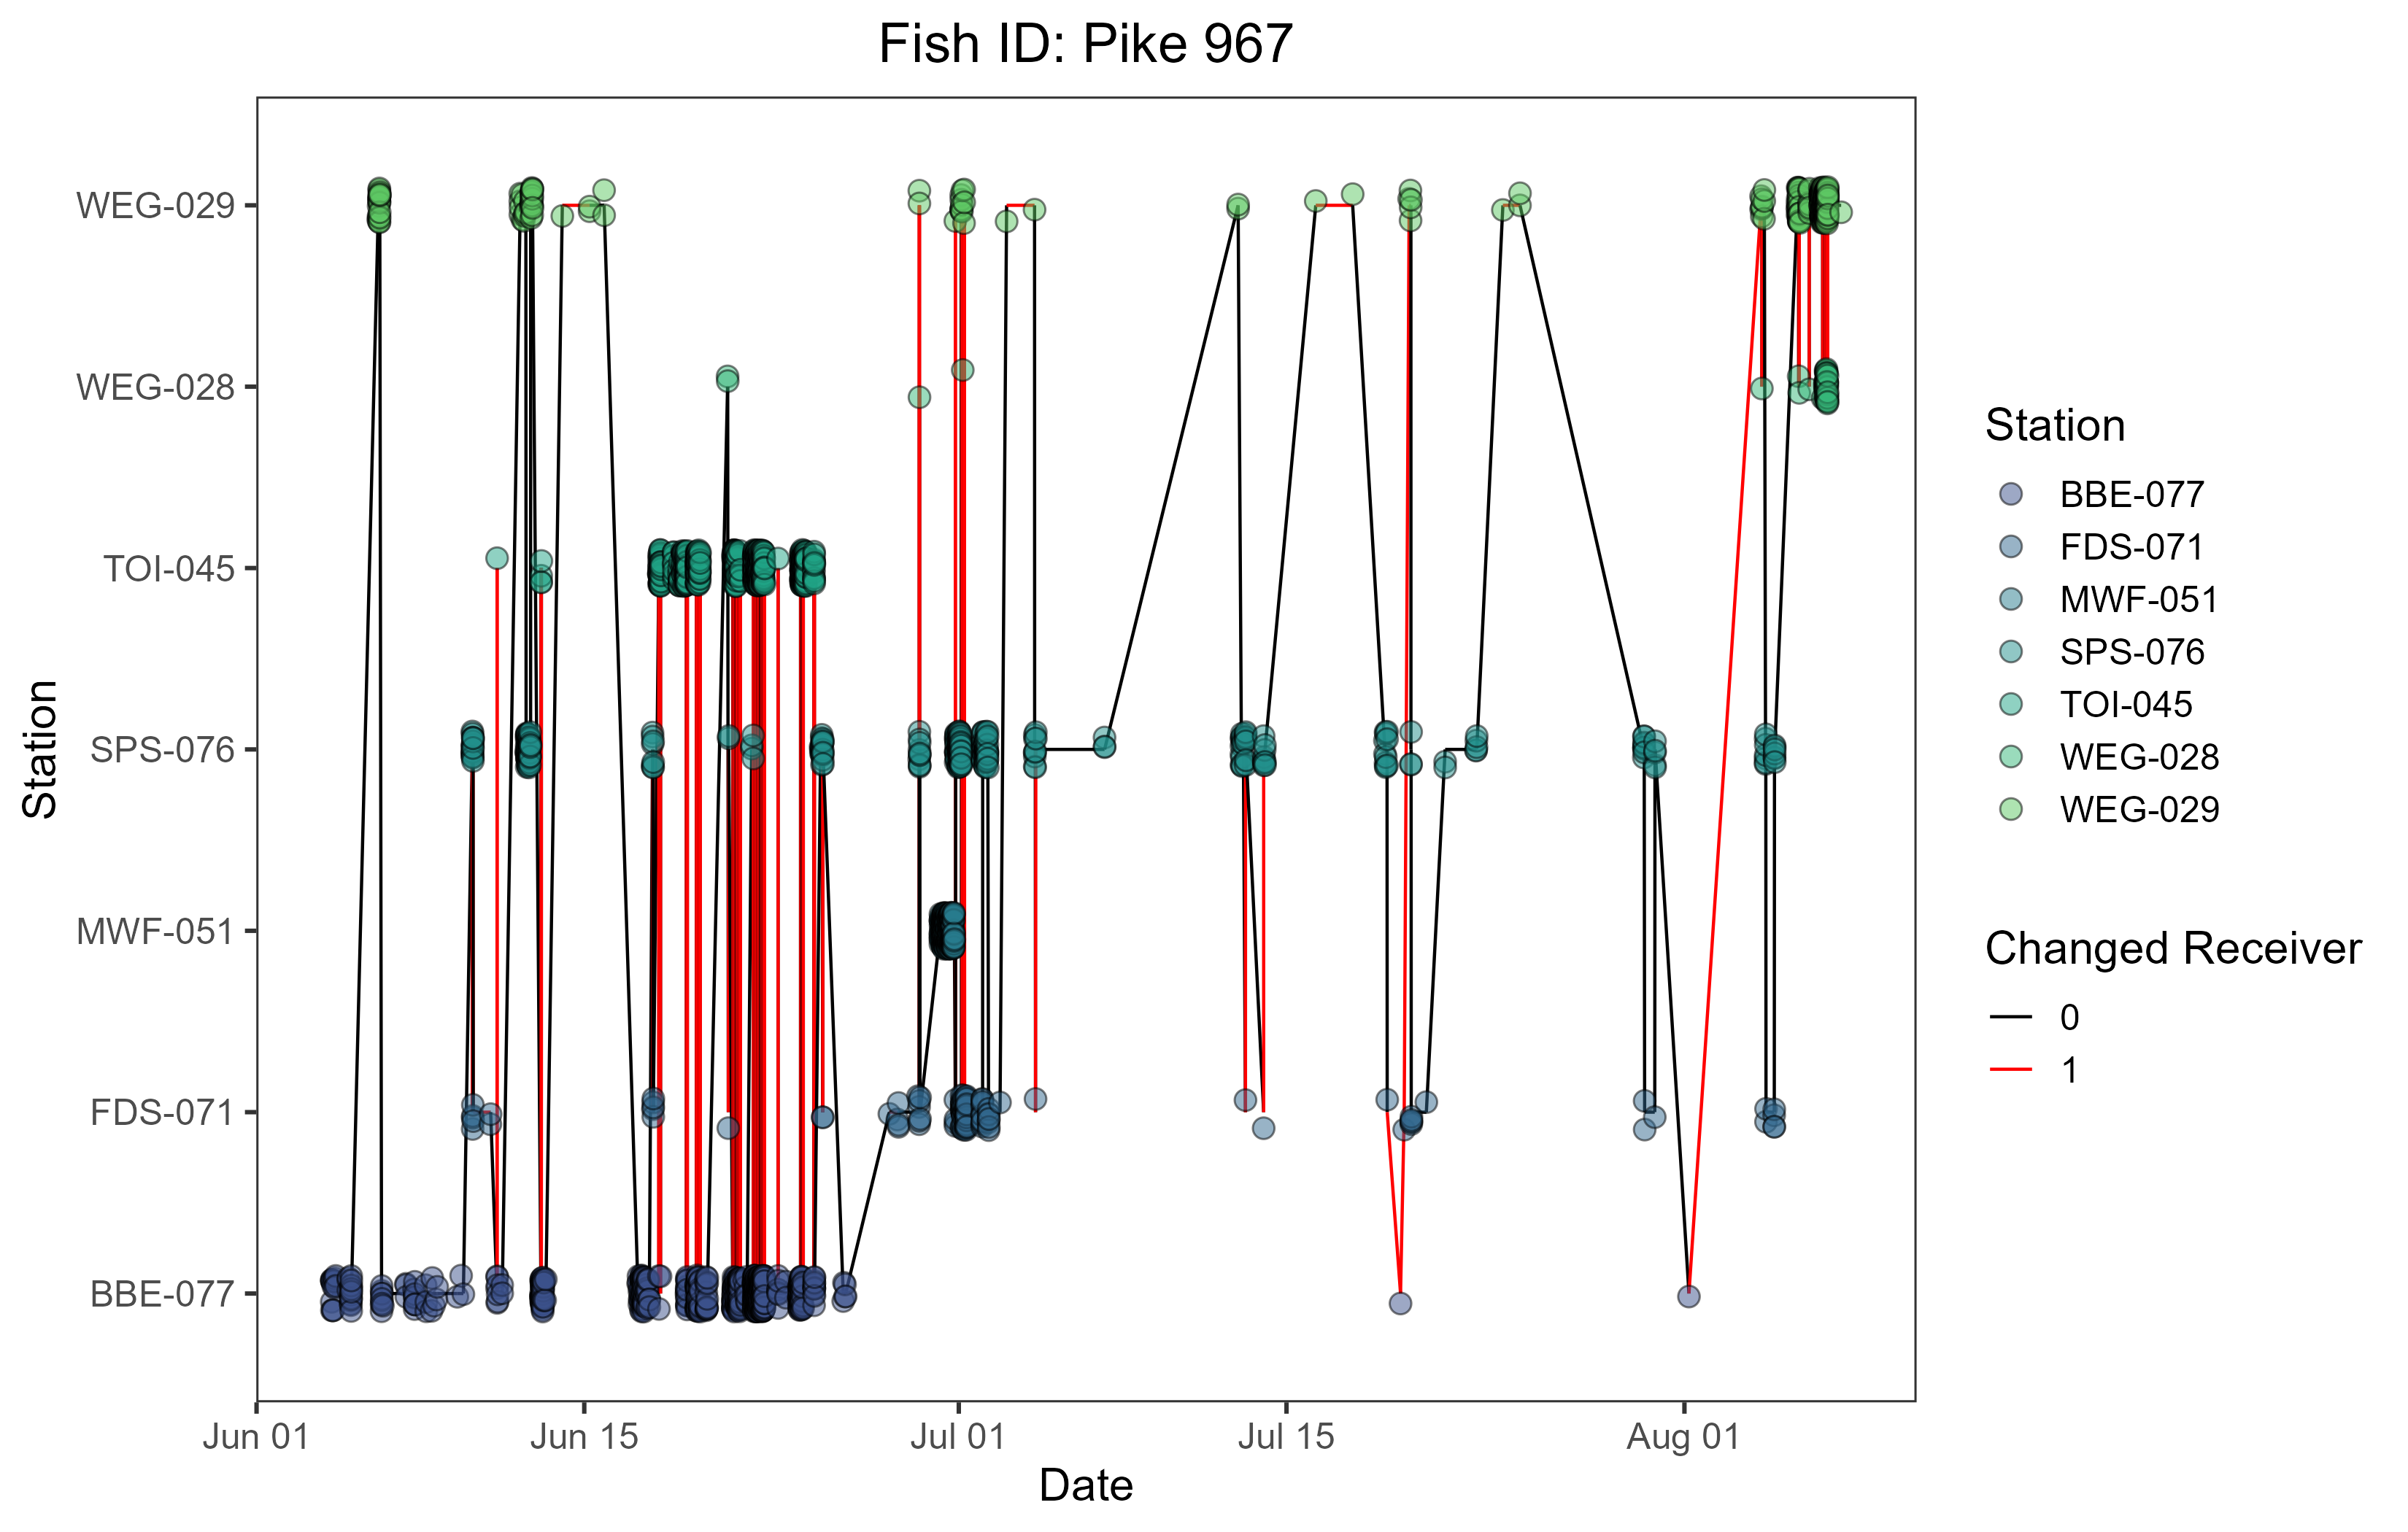 Fish ID: Pike 967
Station
WEG-029
WEG-028
TOI-045
SPS-076
MWF-051
FDS-071
BBE-077
Jun 01
Jun 15
Jul 01
Jul 15
Aug 01
Date
Station
BBE-077
FDS-071
MWF-051
SPS-076
TOI-045
WEG-028
WEG-029
Changed Receiver
0
1